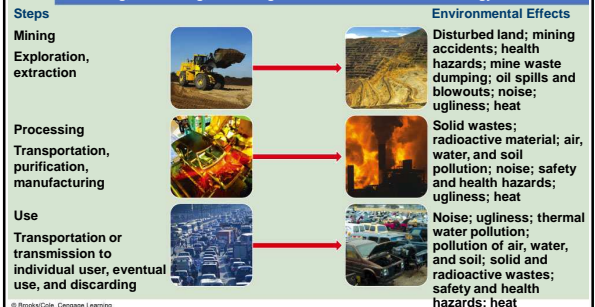 Steps
Environmental Effects
Mining
Exploration,
extraction
Disturbed land; mining
accidents; health
hazards; mine waste
dumping; oil spills and
blowouts; noise;
ugliness; heat
Processing
Transportation,
purification,
manufacturing
Solid wastes;
radioactive material; air,
water, and soil
pollution; noise; safety
and health hazards;
ugliness; heat
Use
Transportation or
transmission to
individual user, eventual
use, and discarding
Noise; ugliness; thermal
water pollution;
pollution of air, water,
and soil; solid and
radioactive wastes;
safety and health
hazards; heat
© Brooks/Cole, Cengage Learning